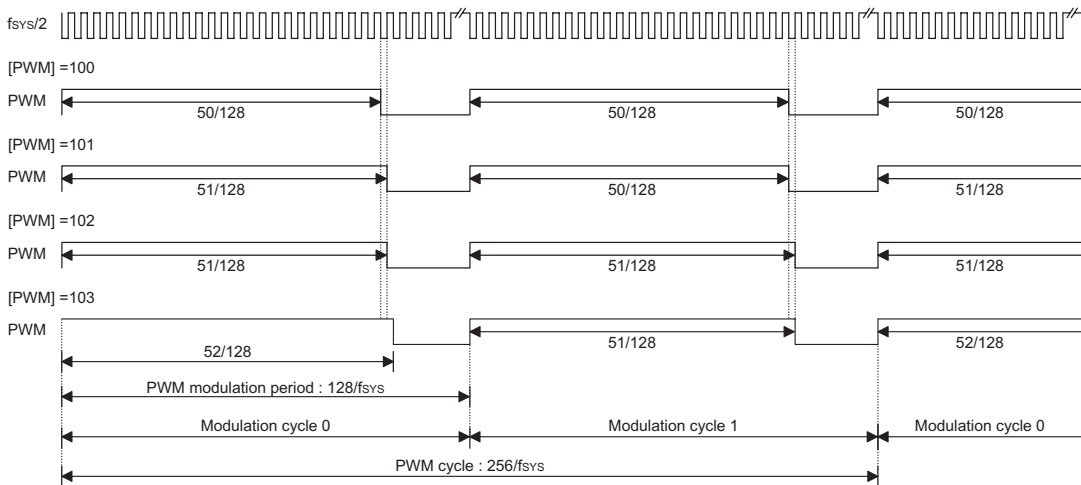 fSYS/2
[PWM] =100
PWM
50/128 50/128 50/128
[PWM] =101
PWM
51/128 50/128 51/128
[PWM] =102
PWM
51/128 51/128 51/128
[PWM] =103
PWM
52/128 51/128 52/128
PWM modulation period : 128/fSYS
Modulation cycle 0 Modulation cycle 1 Modulation cycle 0
PWM cycle : 256/fSYS